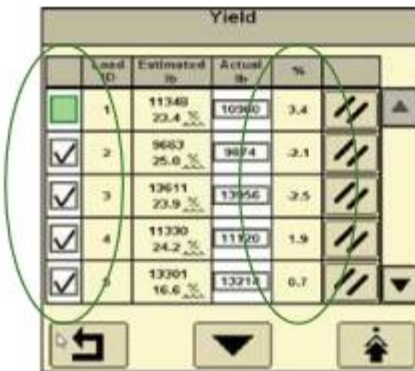 Yield
Load ID Estimated lb Actual lb %
1 11348 23.4 % 10960 3.4
2 9663 25.0 % 9874 -2.1
3 13611 23.9 % 13956 -2.5
4 11330 24.2 % 11120 1.9
5 13301 16.6 % 13214 0.7